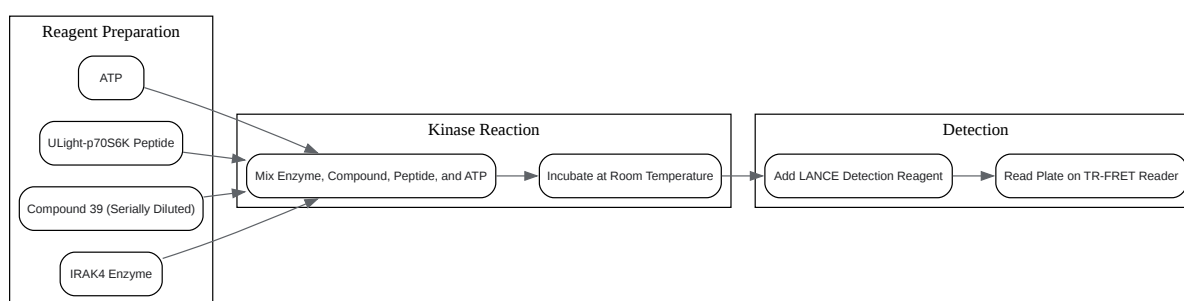 Reagent Preparation
ATP
ULight-p70S6K Peptide
Compound 39 (Serially Diluted)
IRAK4 Enzyme
Kinase Reaction
Mix Enzyme, Compound, Peptide, and ATP
Incubate at Room Temperature
Detection
Add LANCE Detection Reagent
Read Plate on TR-FRET Reader